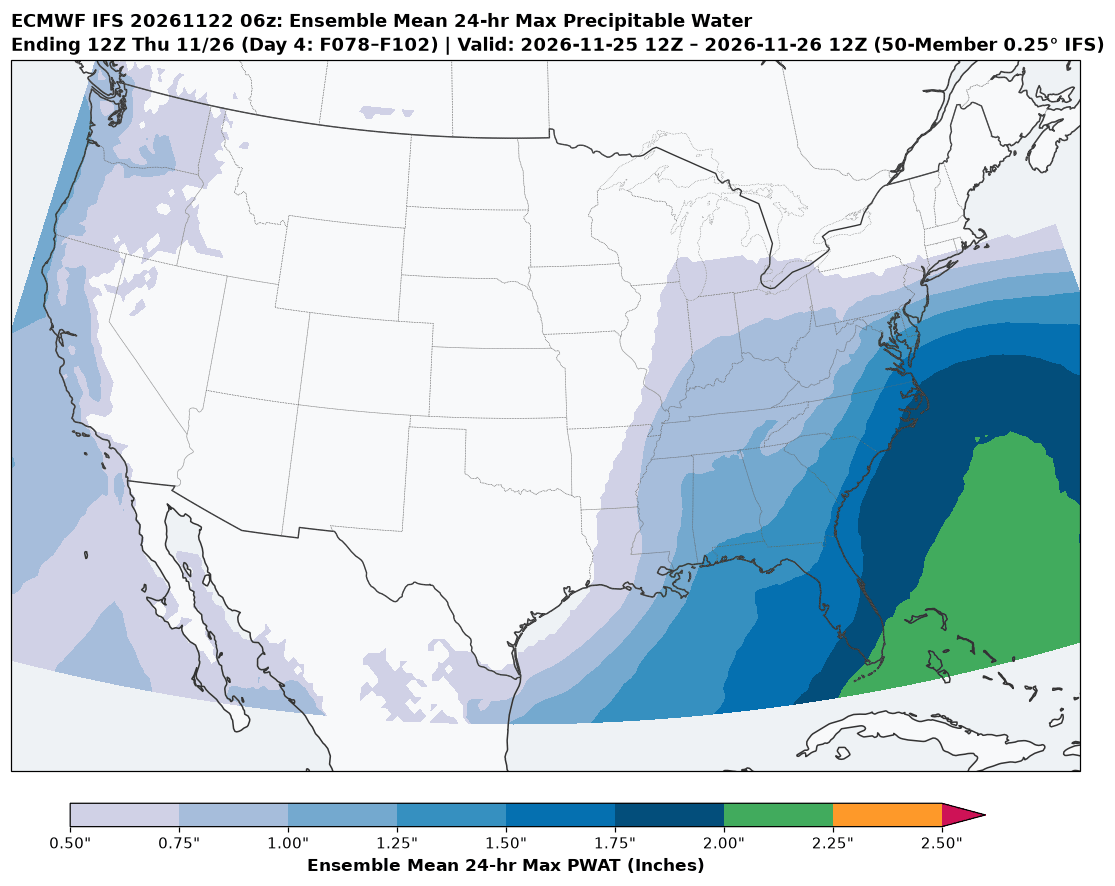 ECMWF IFS 20261122 06z: Ensemble Mean 24-hr Max Precipitable Water
Ending 12Z Thu 11/26 (Day 4: F078–F102) | Valid: 2026-11-25 12Z – 2026-11-26 12Z (50-Member 0.25° IFS)
0.50" 0.75" 1.00" 1.25" 1.50" 1.75" 2.00" 2.25" 2.50"
Ensemble Mean 24-hr Max PWAT (Inches)